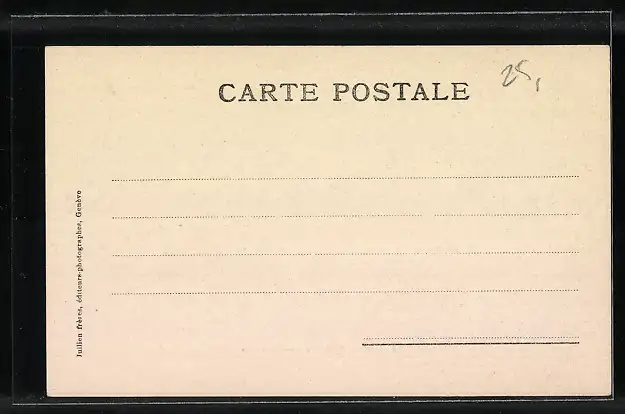 CARTE POSTALE
25,
Jullien frères, éditeurs-photographes, Genève